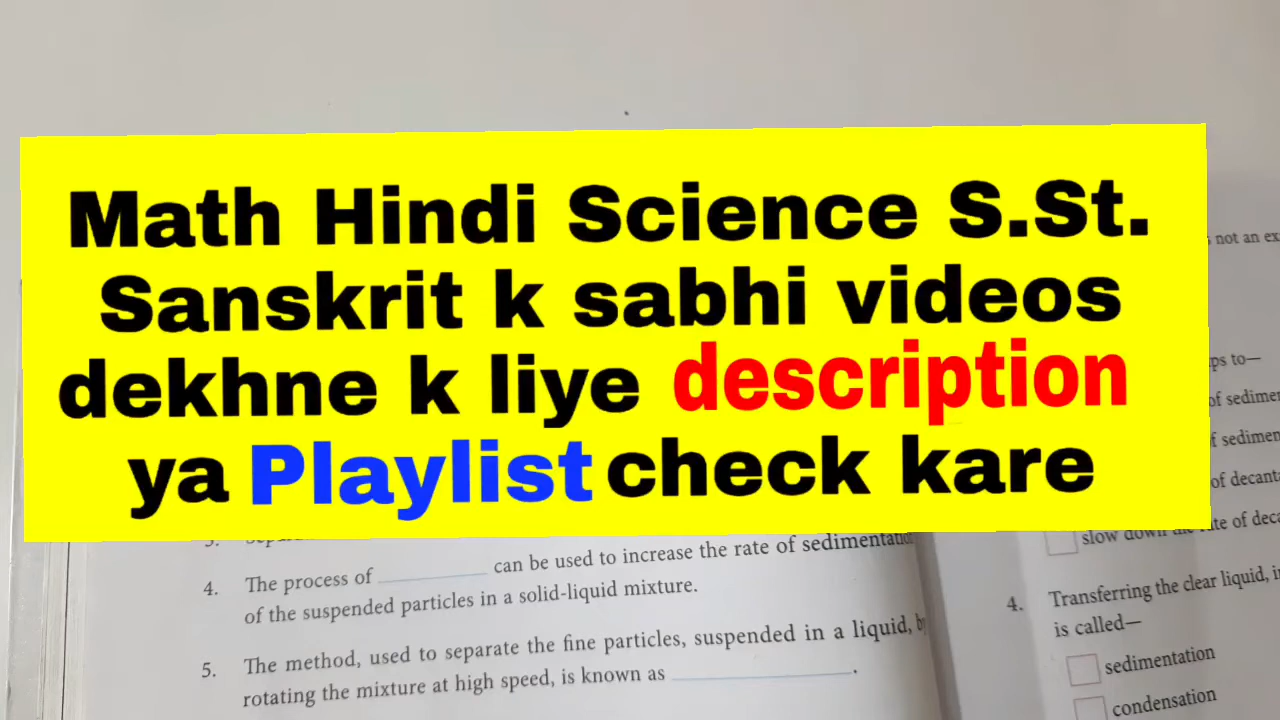 Math Hindi Science S.St.
Sanskrit k sabhi videos
dekhne k liye description
ya Playlist check kare
4. The process of __________ can be used to increase the rate of sedimentation
of the suspended particles in a solid-liquid mixture.
5. The method, used to separate the fine particles, suspended in a liquid, by
rotating the mixture at high speed, is known as __________.
not an ex
ps to—
of sedimen
f sedimen
of decanta
slow down the rate of deca
4. Transferring the clear liquid, in
is called—
sedimentation
condensation